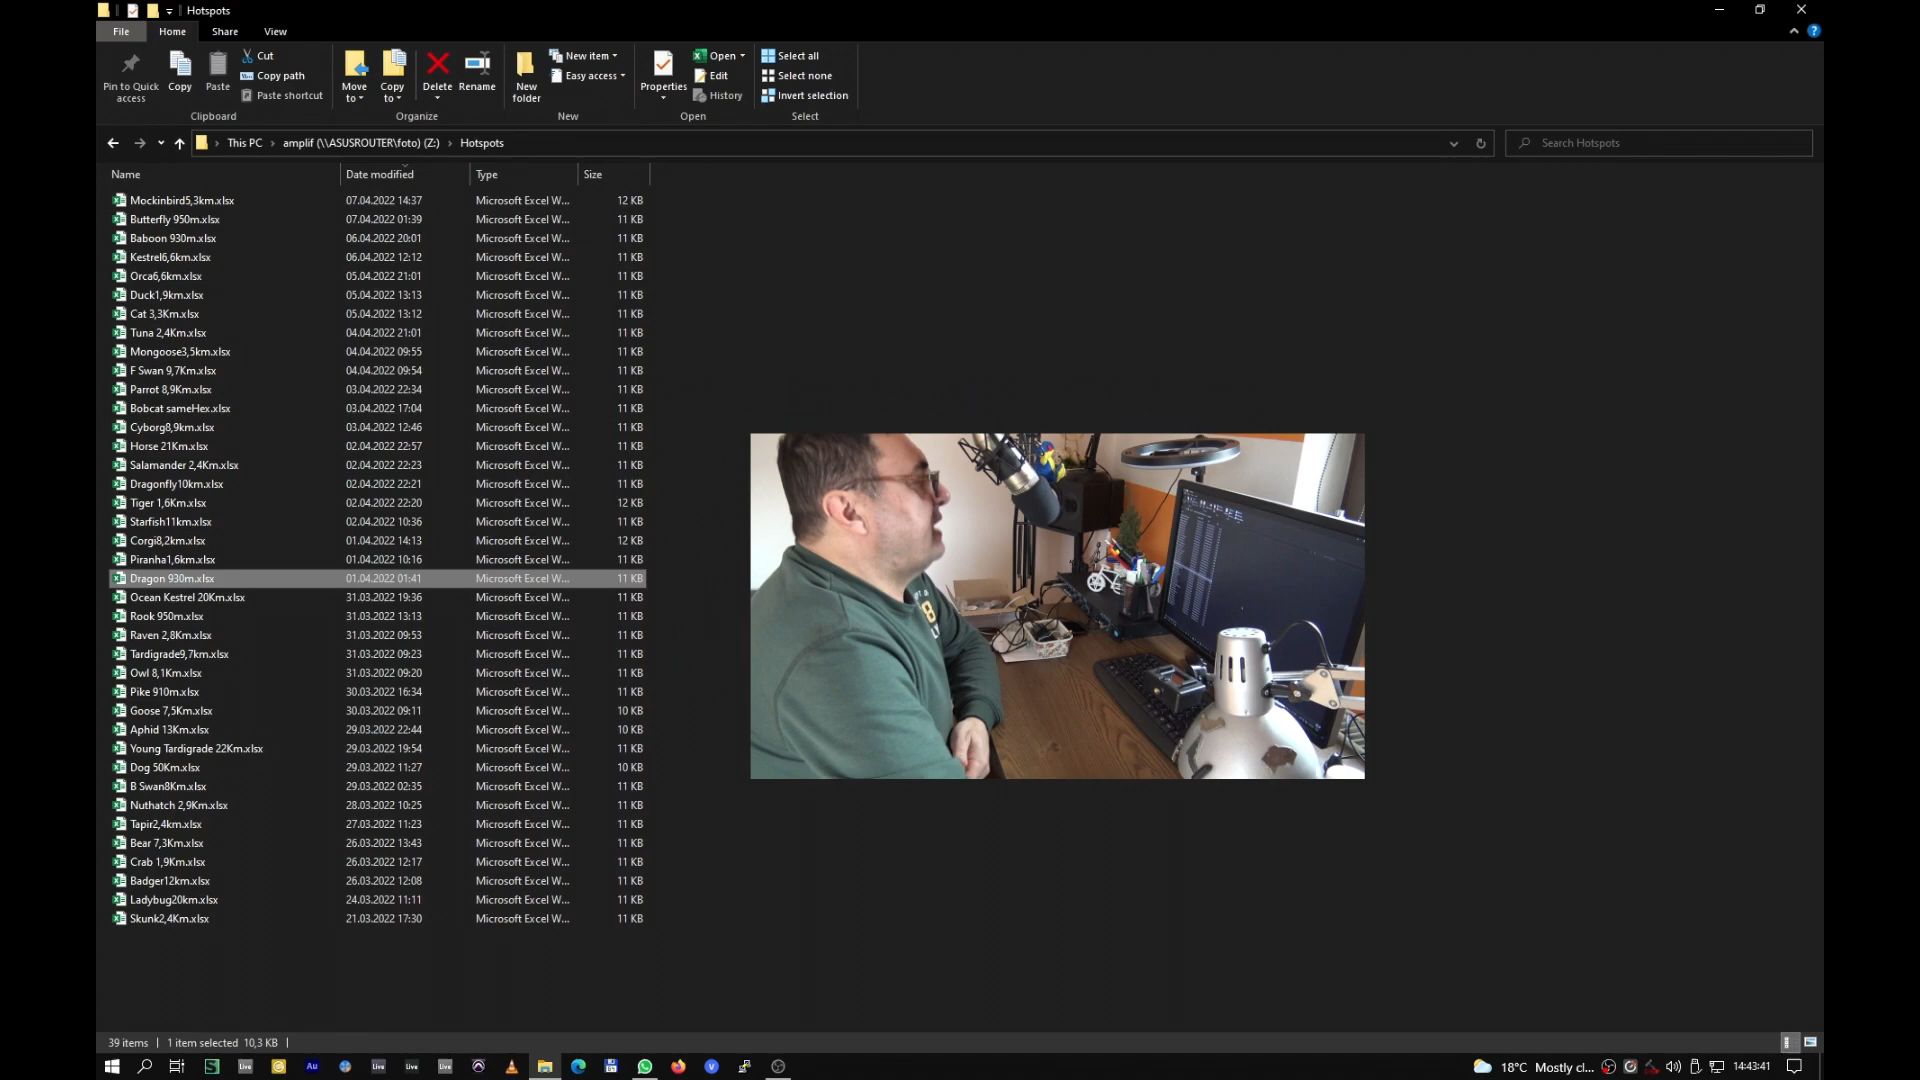 Hotspots
File Home Share View
Pin to Quick access
Copy
Paste
Cut
Copy path
Paste shortcut
Clipboard
Move to
Copy to
Delete
Rename
Organize
New folder
New item
Easy access
New
Properties
Open
Edit
History
Open
Select all
Select none
Invert selection
Select
This PC > amplif (\\ASUSROUTER\foto) (Z:) > Hotspots
Search Hotspots
Name Date modified Type Size
Mockinbird5,3km.xlsx 07.04.2022 14:37 Microsoft Excel W... 12 KB
Butterfly 950m.xlsx 07.04.2022 01:39 Microsoft Excel W... 11 KB
Baboon 930m.xlsx 06.04.2022 20:01 Microsoft Excel W... 11 KB
Kestrel6,6km.xlsx 06.04.2022 12:12 Microsoft Excel W... 11 KB
Orca6,6km.xlsx 05.04.2022 21:01 Microsoft Excel W... 11 KB
Duck1,9km.xlsx 05.04.2022 13:13 Microsoft Excel W... 11 KB
Cat 3,3Km.xlsx 05.04.2022 13:12 Microsoft Excel W... 11 KB
Tuna 2,4Km.xlsx 04.04.2022 21:01 Microsoft Excel W... 11 KB
Mongoose3,5km.xlsx 04.04.2022 09:55 Microsoft Excel W... 11 KB
F Swan 9,7Km.xlsx 04.04.2022 09:54 Microsoft Excel W... 11 KB
Parrot 8,9Km.xlsx 03.04.2022 22:34 Microsoft Excel W... 11 KB
Bobcat sameHex.xlsx 03.04.2022 17:04 Microsoft Excel W... 11 KB
Cyborg8,9km.xlsx 03.04.2022 12:46 Microsoft Excel W... 11 KB
Horse 21Km.xlsx 02.04.2022 22:57 Microsoft Excel W... 11 KB
Salamander 2,4Km.xlsx 02.04.2022 22:23 Microsoft Excel W... 11 KB
Dragonfly10km.xlsx 02.04.2022 22:21 Microsoft Excel W... 11 KB
Tiger 1,6Km.xlsx 02.04.2022 22:20 Microsoft Excel W... 12 KB
Starfish11km.xlsx 02.04.2022 10:36 Microsoft Excel W... 11 KB
Corgi8,2km.xlsx 01.04.2022 14:13 Microsoft Excel W... 12 KB
Piranha1,6km.xlsx 01.04.2022 10:16 Microsoft Excel W... 11 KB
Dragon 930m.xlsx 01.04.2022 01:41 Microsoft Excel W... 11 KB
Ocean Kestrel 20Km.xlsx 31.03.2022 19:36 Microsoft Excel W... 11 KB
Rook 950m.xlsx 31.03.2022 13:13 Microsoft Excel W... 11 KB
Raven 2,8Km.xlsx 31.03.2022 09:53 Microsoft Excel W... 11 KB
Tardigrade9,7km.xlsx 31.03.2022 09:23 Microsoft Excel W... 11 KB
Owl 8,1Km.xlsx 31.03.2022 09:20 Microsoft Excel W... 11 KB
Pike 910m.xlsx 30.03.2022 16:34 Microsoft Excel W... 11 KB
Goose 7,5Km.xlsx 30.03.2022 09:11 Microsoft Excel W... 10 KB
Aphid 13Km.xlsx 29.03.2022 22:44 Microsoft Excel W... 10 KB
Young Tardigrade 22Km.xlsx 29.03.2022 19:54 Microsoft Excel W... 11 KB
Dog 50Km.xlsx 29.03.2022 11:27 Microsoft Excel W... 10 KB
B Swan8Km.xlsx 29.03.2022 02:35 Microsoft Excel W... 11 KB
Nuthatch 2,9Km.xlsx 28.03.2022 10:25 Microsoft Excel W... 11 KB
Tapir2,4km.xlsx 27.03.2022 11:23 Microsoft Excel W... 11 KB
Bear 7,3Km.xlsx 26.03.2022 13:43 Microsoft Excel W... 11 KB
Crab 1,9Km.xlsx 26.03.2022 12:17 Microsoft Excel W... 11 KB
Badger12km.xlsx 26.03.2022 12:08 Microsoft Excel W... 11 KB
Ladybug20km.xlsx 24.03.2022 11:11 Microsoft Excel W... 11 KB
Skunk2,4Km.xlsx 21.03.2022 17:30 Microsoft Excel W... 11 KB
39 items 1 item selected 10,3 KB
Live Au Live Live Live 18°C Mostly cl... 14:43:41